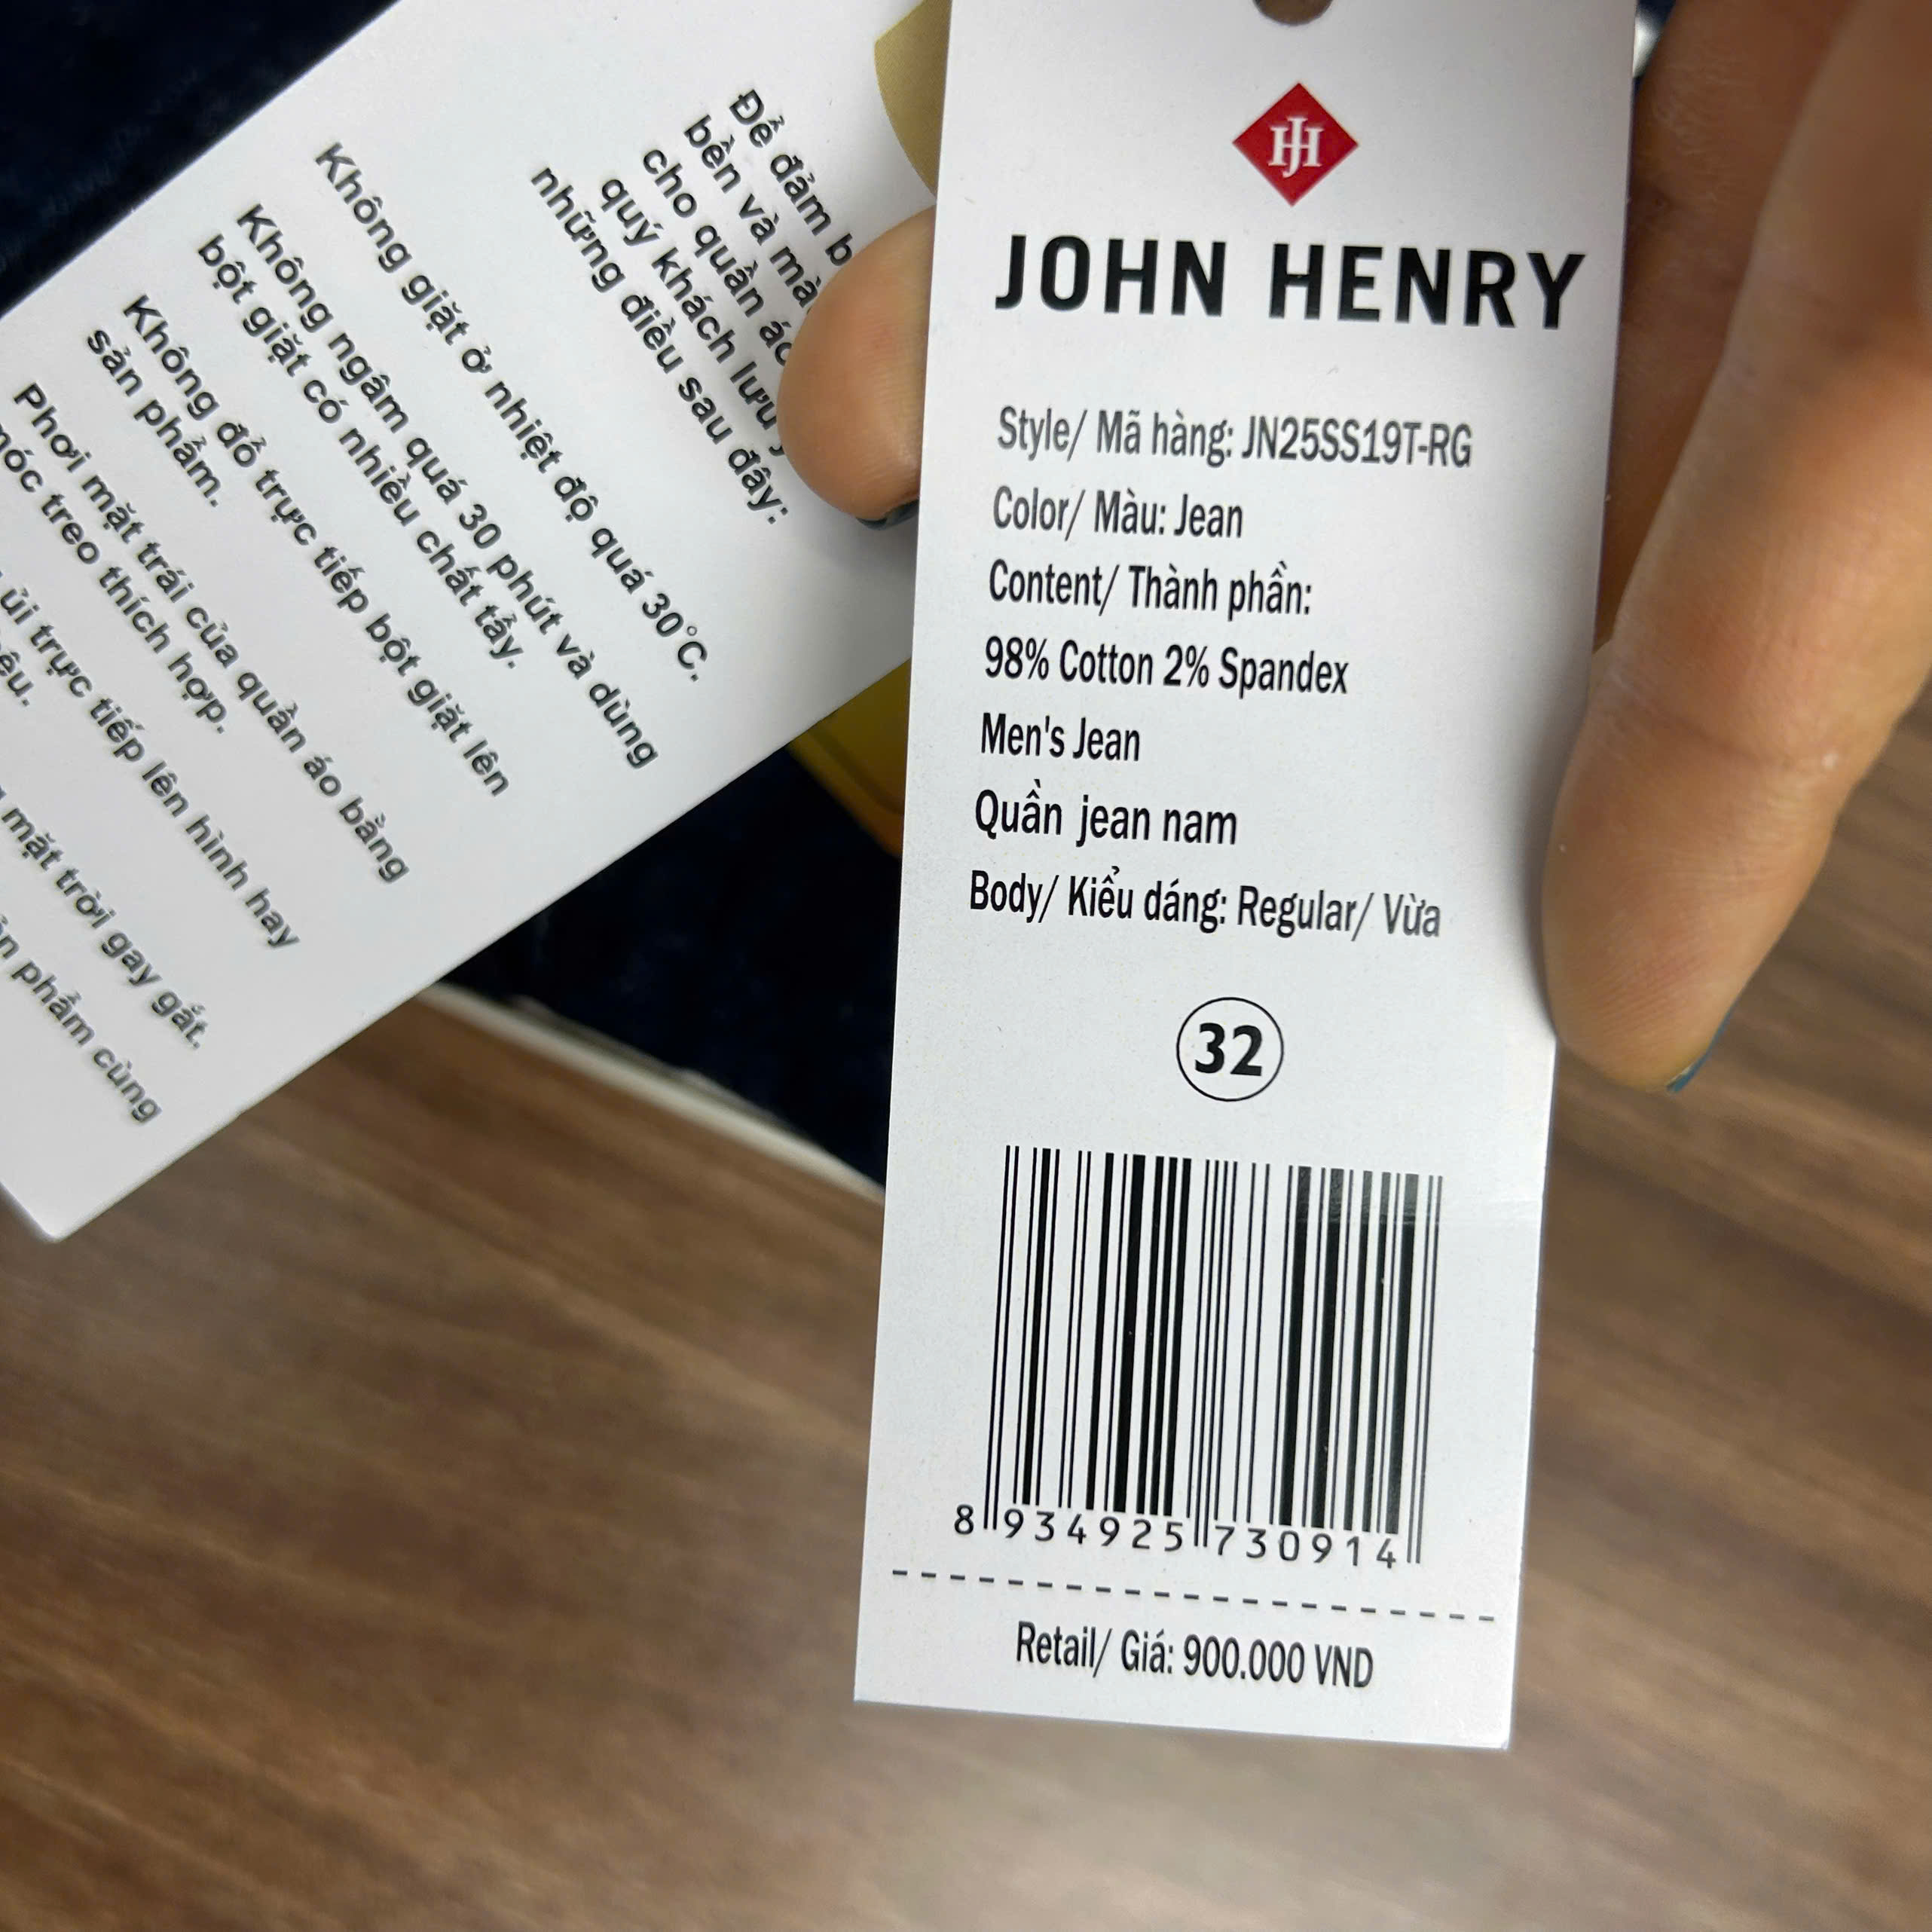 Để đảm
bền và
cho quần
quý khách lưu
những điều sau đây:
Không giặt ở nhiệt độ quá 30°C.
Không ngâm quá 30 phút và dùng
bột giặt có nhiều chất tẩy.
Không đổ trực tiếp bột giặt lên
sản phẩm.
Phơi mặt trái của quần áo bằng
móc treo thích hợp.
ủi trực tiếp lên hình hay
mặt trời gay gắt.
phẩm cùng
JH
JOHN HENRY
Style/ Mã hàng: JN25SS19T-RG
Color/ Màu: Jean
Content/ Thành phần:
98% Cotton 2% Spandex
Men's Jean
Quần jean nam
Body/ Kiểu dáng: Regular/ Vừa
32
8 934925 730914
Retail/ Giá: 900.000 VND